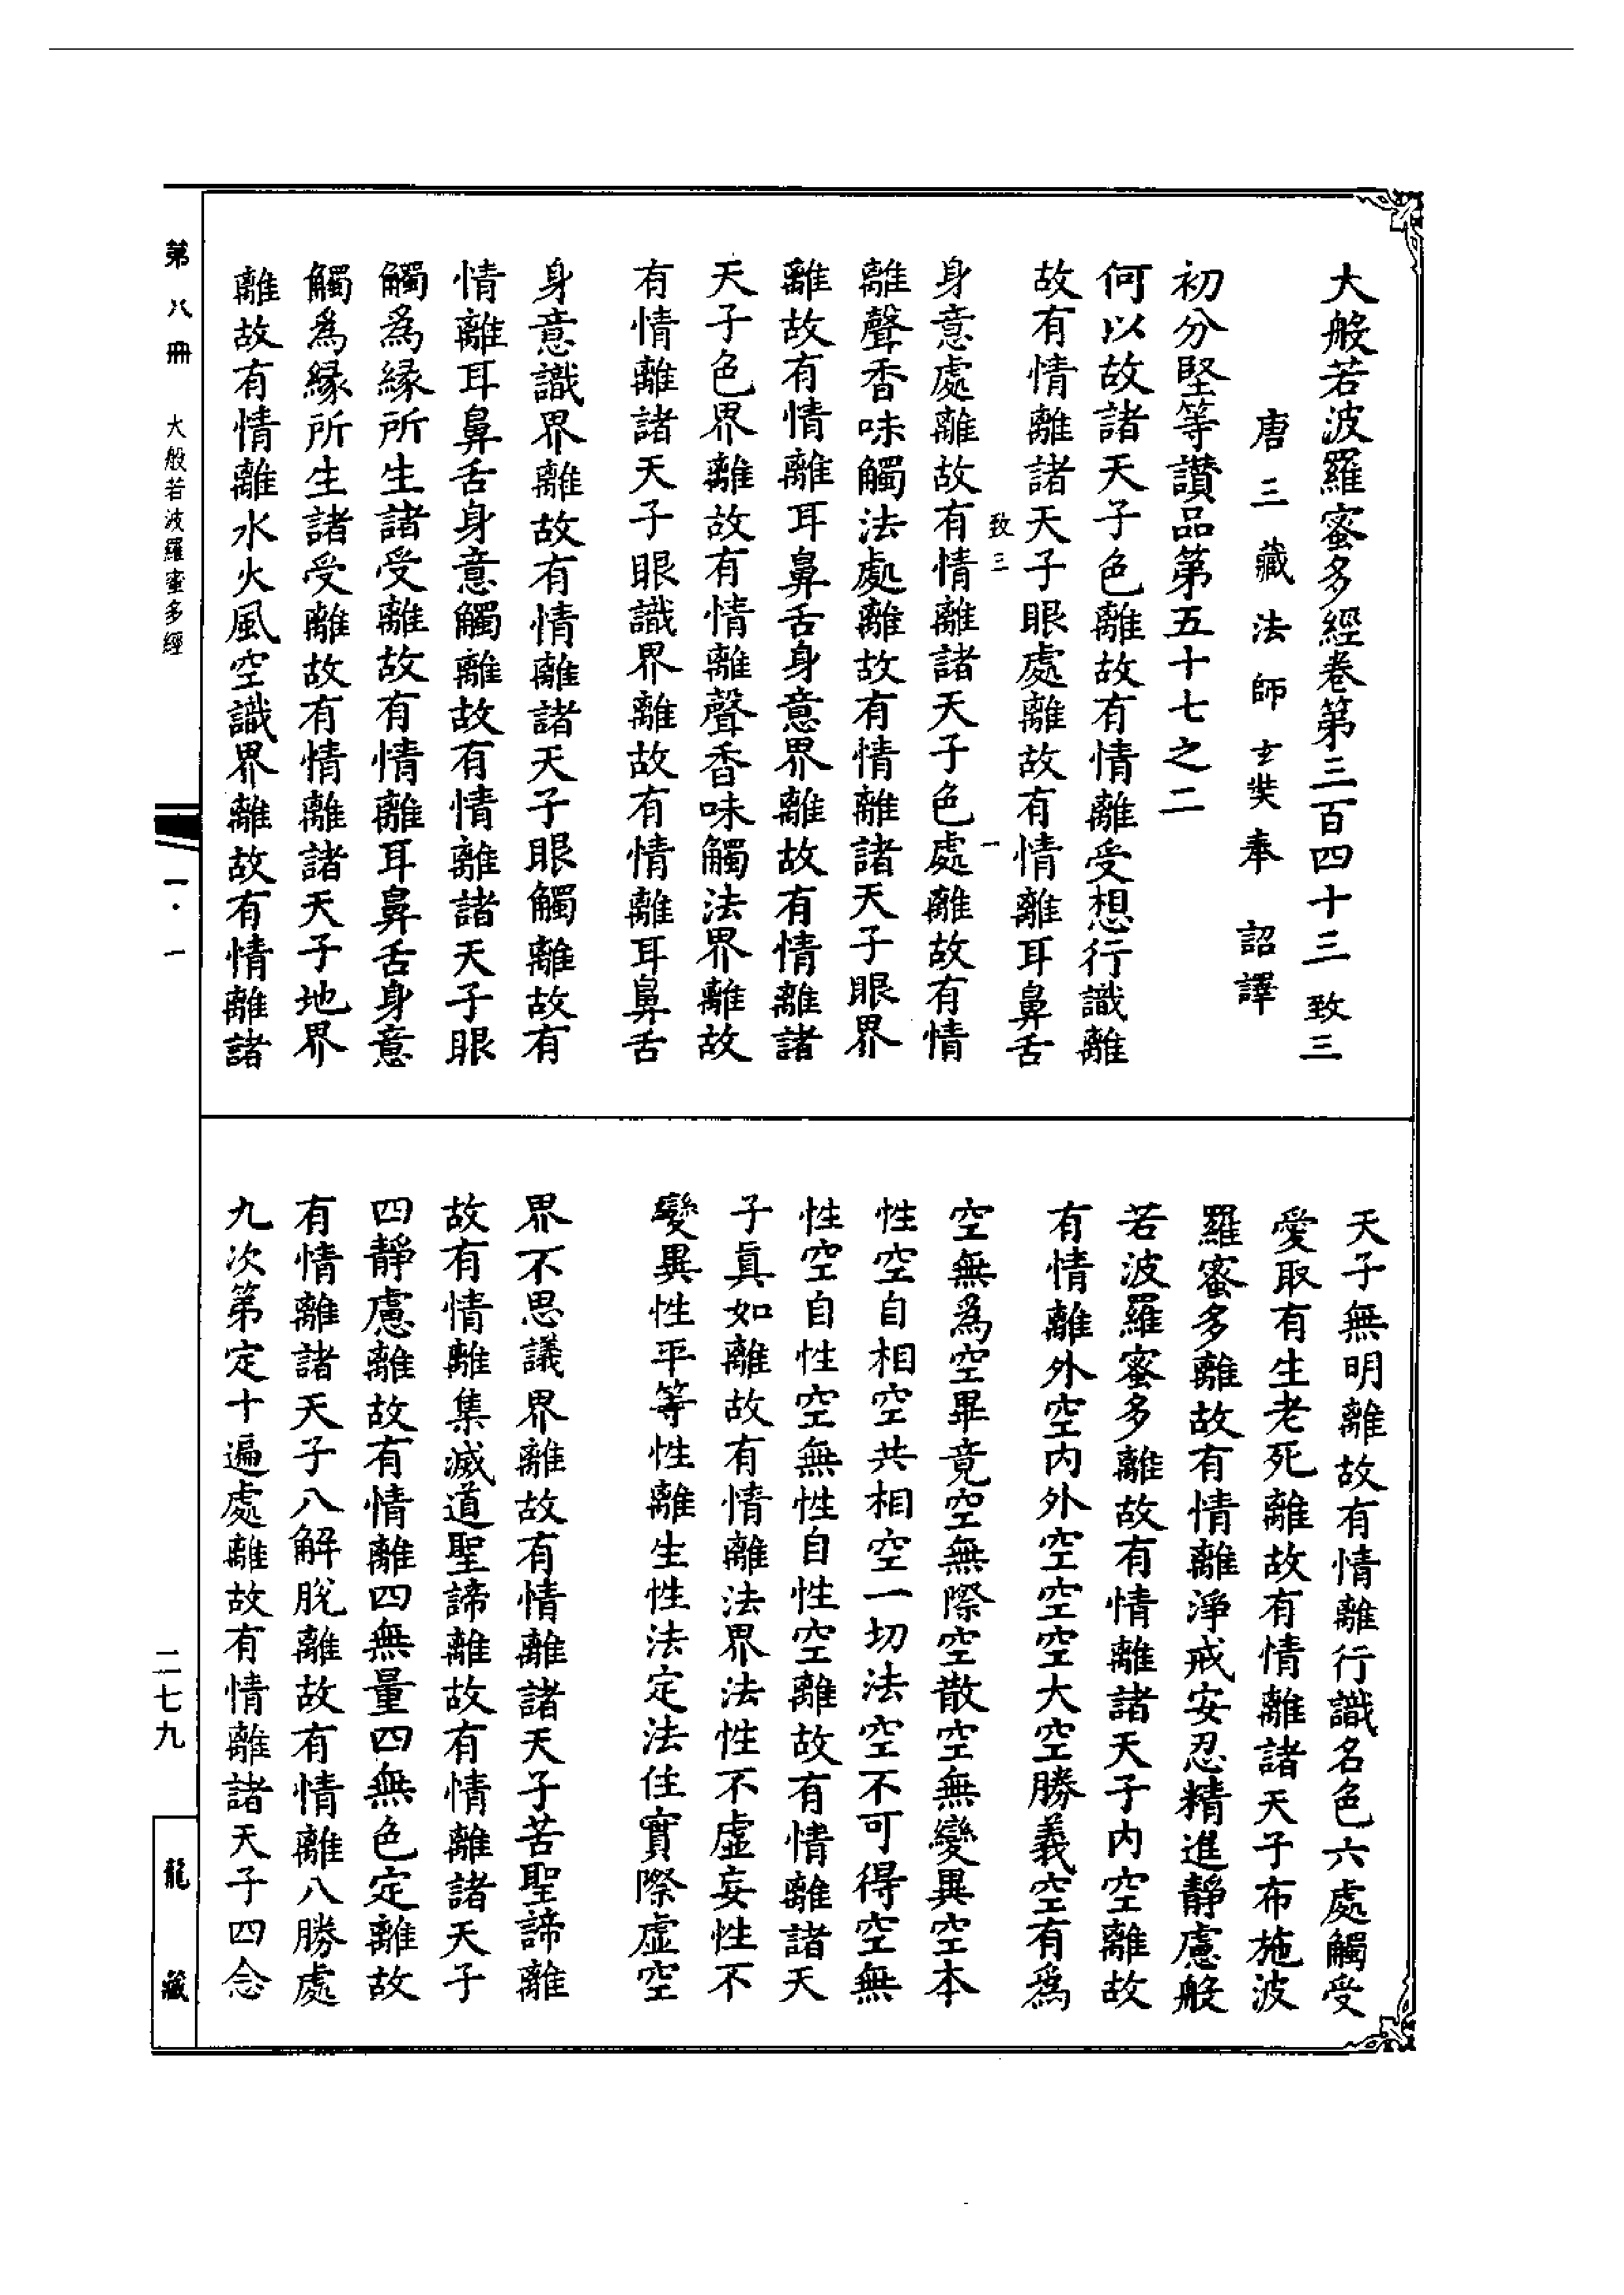 大般若波羅蜜多經卷第三百四十三 致三
唐三藏法師玄奘奉 詔譯
初分堅等讚品第五十七之二
何以故諸天子色離故有情離受想行識離
故有情離諸天子眼處離故有情離耳鼻舌
致三 一
身意處離故有情離諸天子色處離故有情
離聲香味觸法處離故有情離諸天子眼界
離故有情離耳鼻舌身意界離故有情離諸
天子色界離故有情離聲香味觸法界離故
有情離諸天子眼識界離故有情離耳鼻舌
身意識界離故有情離諸天子眼觸離故有
情離耳鼻舌身意觸離故有情離諸天子眼
觸為緣所生諸受離故有情離耳鼻舌身意
觸為緣所生諸受離故有情離諸天子地界
離故有情離水火風空識界離故有情離諸
天子無明離故有情離行識名色六處觸受
愛取有生老死離故有情離諸天子布施波
羅蜜多離故有情離淨戒安忍精進靜慮般
若波羅蜜多離故有情離諸天子內空離故
有情離外空內外空空空大空勝義空有為
空無為空畢竟空無際空散空無變異空本
性空自相空共相空一切法空不可得空無
性空自性空無性自性空離故有情離諸天
子真如離故有情離法界法性不虛妄性不
變異性平等性離生性法定法住實際虛空
界不思議界離故有情離諸天子苦聖諦離
故有情離集滅道聖諦離故有情離諸天子
四靜慮離故有情離四無量四無色定離故
有情離諸天子八解脫離故有情離八勝處
九次第定十遍處離故有情離諸天子四念
第八冊 大般若波羅蜜多經
一·一
二七九
龍藏